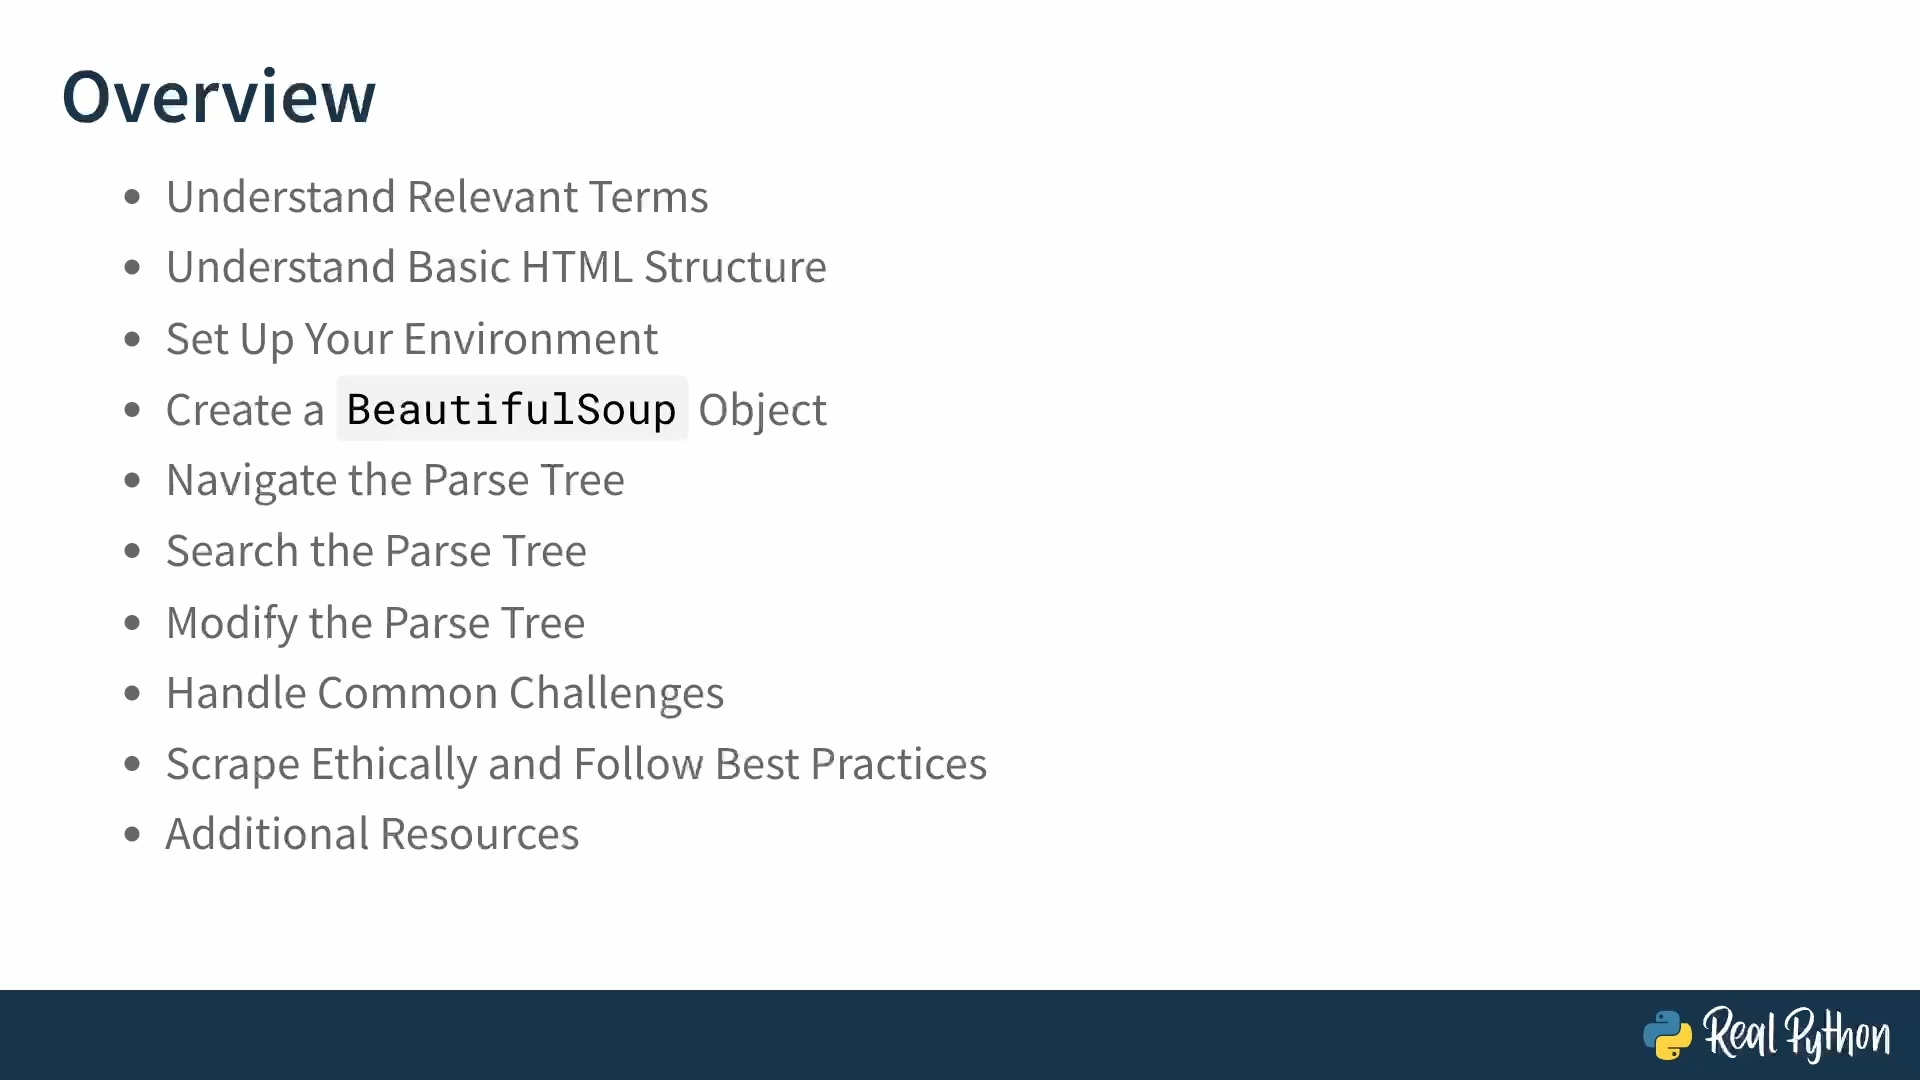 Overview
• Understand Relevant Terms
• Understand Basic HTML Structure
• Set Up Your Environment
• Create a BeautifulSoup Object
• Navigate the Parse Tree
• Search the Parse Tree
• Modify the Parse Tree
• Handle Common Challenges
• Scrape Ethically and Follow Best Practices
• Additional Resources
Real Python